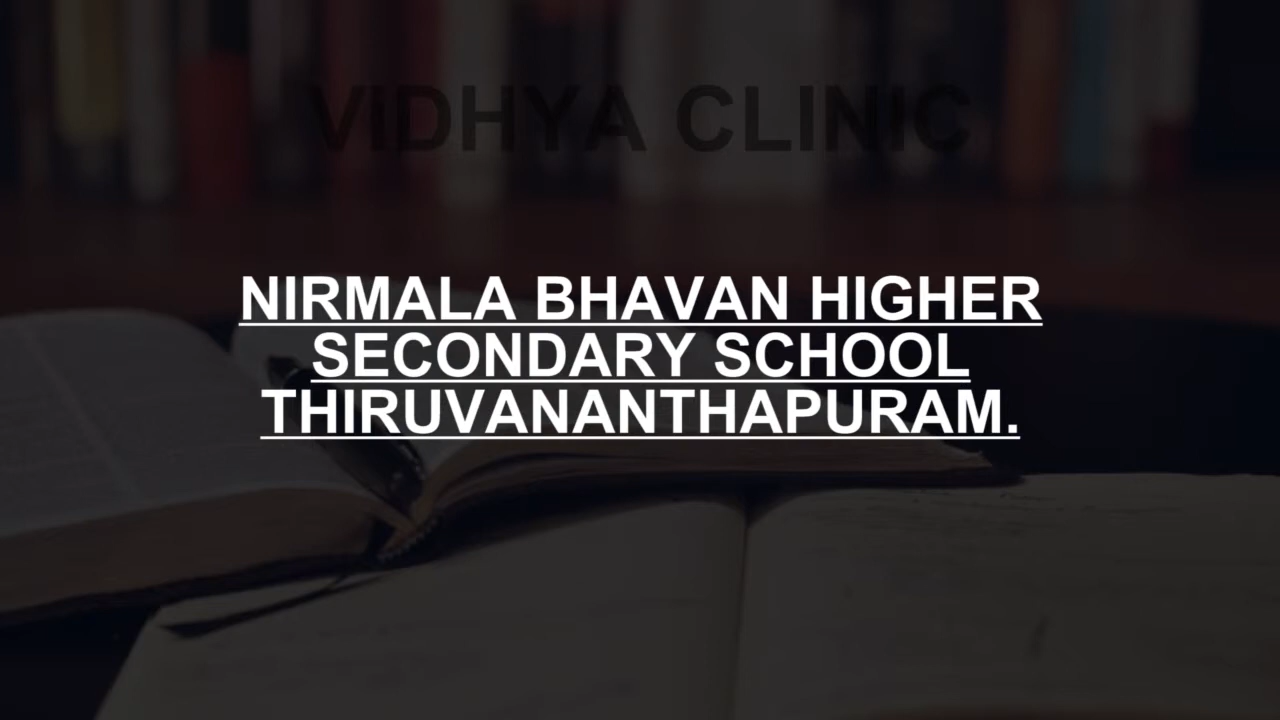 ViDHYA CLINIC
NIRMALA BHAVAN HIGHER
SECONDARY SCHOOL
THIRUVANANTHAPURAM.